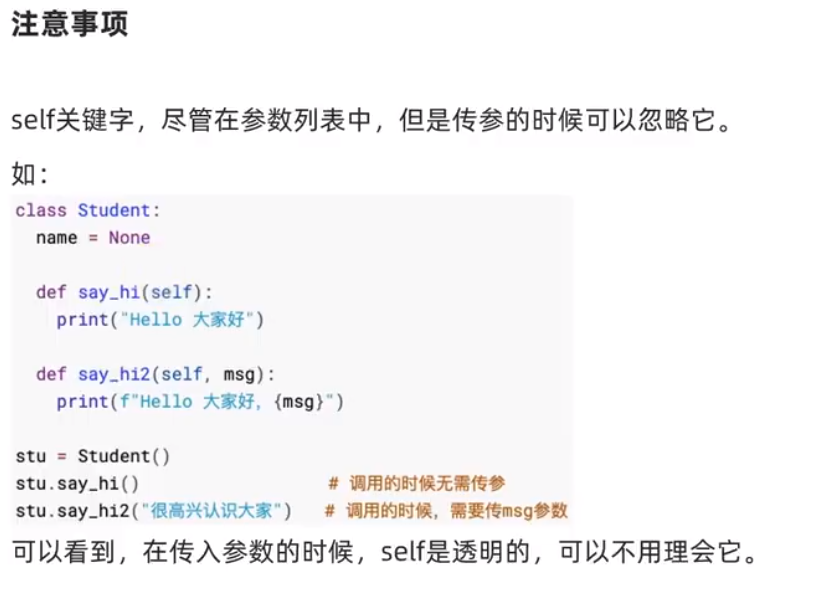 注意事项
self关键字，尽管在参数列表中，但是传参的时候可以忽略它。
如：
class Student:
  name = None
  def say_hi(self):
    print("Hello 大家好")
  def say_hi2(self, msg):
    print(f"Hello 大家好，{msg}")
stu = Student()
stu.say_hi()                  # 调用的时候无需传参
stu.say_hi2("很高兴认识大家")   # 调用的时候，需要传msg参数
可以看到，在传入参数的时候，self是透明的，可以不用理会它。